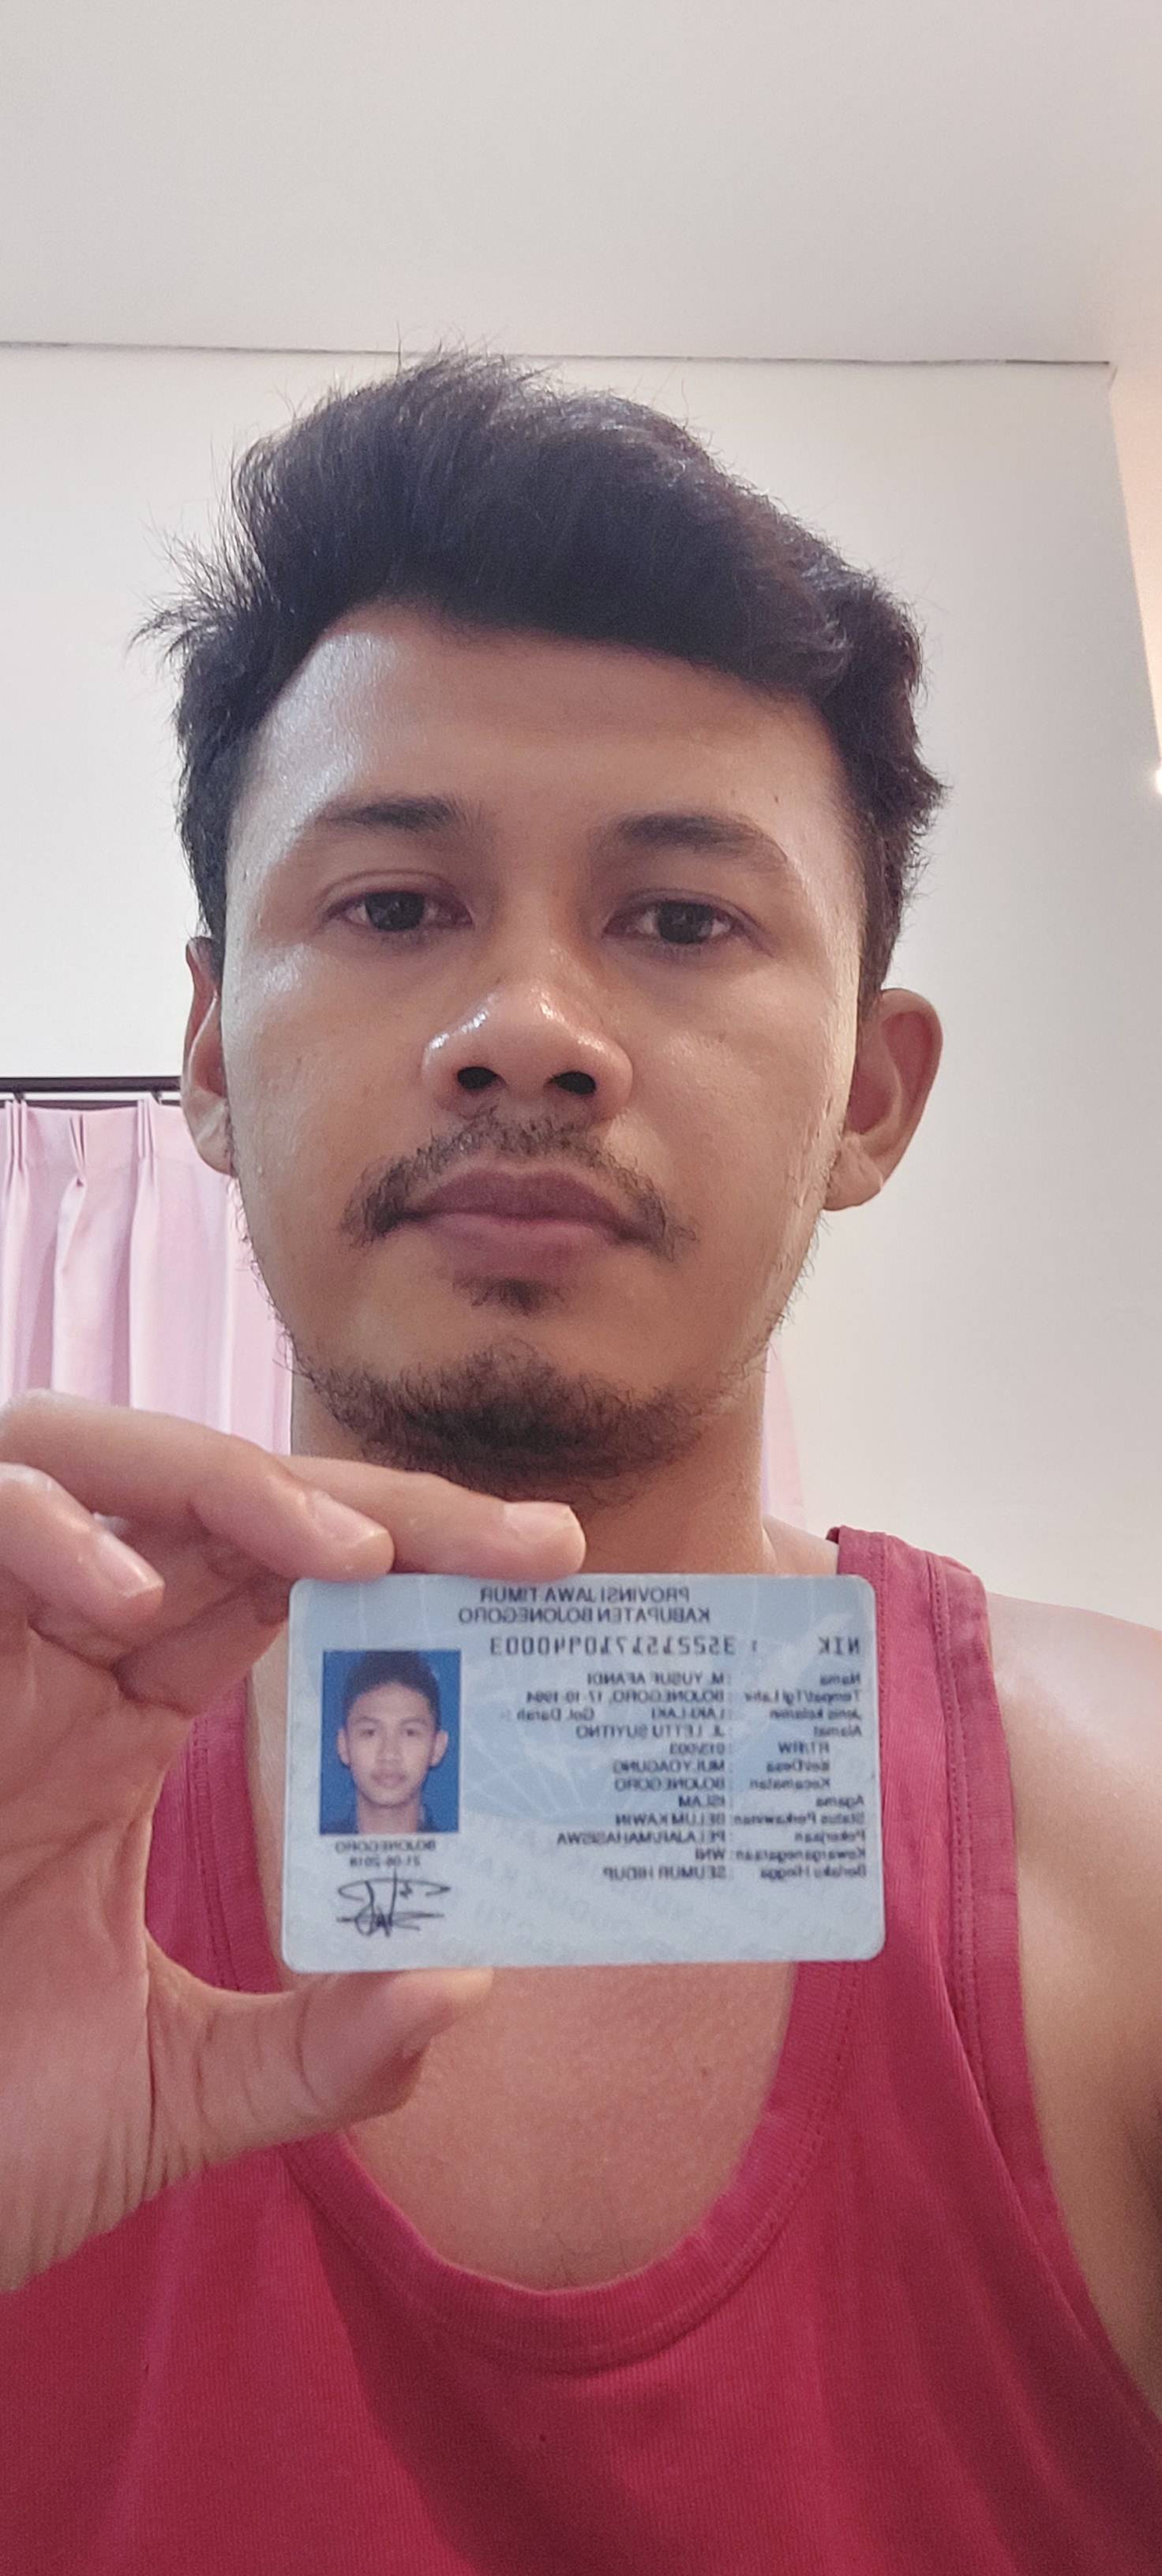 PROVINSI JAWA TIMUR
KABUPATEN BOJONEGORO
NIK : 3522151710940003
Nama : M. YUSUF AFANDI
Tempat/Tgl Lahir : BOJONEGORO, 17-10-1994
Jenis kelamin : LAKI-LAKI Gol. Darah :-
Alamat : JL. LETTU SUYITNO
RT/RW : 015/003
Kel/Desa : MULYOAGUNG
Kecamatan : BOJONEGORO
Agama : ISLAM
Status Perkawinan: BELUM KAWIN
Pekerjaan : PELAJAR/MAHASISWA
Kewarganegaraan: WNI
Berlaku Hingga : SEUMUR HIDUP
BOJONEGORO
21-06-2018